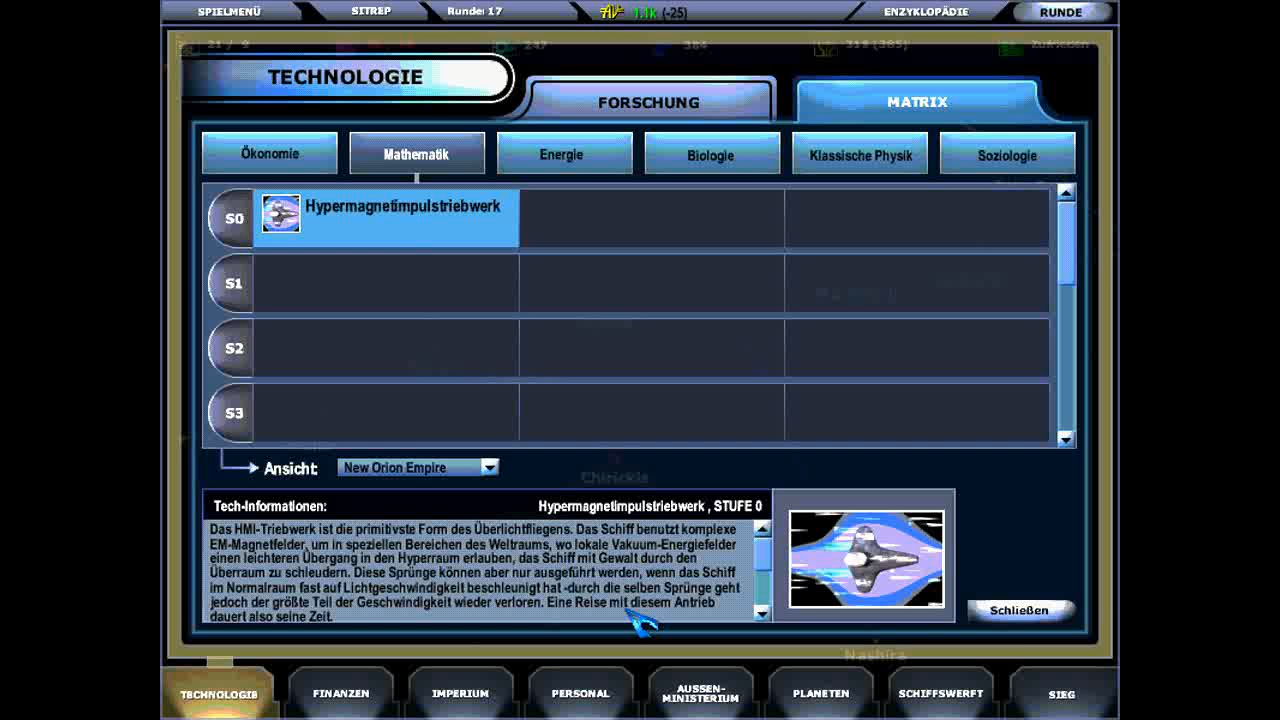 SPIELMENÜ
SITREP
Runde: 17
1.1k (-25)
ENZYKLOPÄDIE
RUNDE
TECHNOLOGIE
FORSCHUNG
MATRIX
Ökonomie
Mathematik
Energie
Biologie
Klassische Physik
Soziologie
S0
Hypermagnetimpulstriebwerk
S1
S2
S3
Ansicht:
New Orion Empire
Tech-Informationen:
Hypermagnetimpulstriebwerk , STUFE 0
Das HMI-Triebwerk ist die primitivste Form des Überlichtfliegens. Das Schiff benutzt komplexe
EM-Magnetfelder, um in speziellen Bereichen des Weltraums, wo lokale Vakuum-Energiefelder
einen leichteren Übergang in den Hyperraum erlauben, das Schiff mit Gewalt durch den
Überraum zu schleudern. Diese Sprünge können aber nur ausgeführt werden, wenn das Schiff
im Normalraum fast auf Lichtgeschwindigkeit beschleunigt hat -durch die selben Sprünge geht
jedoch der größte Teil der Geschwindigkeit wieder verloren. Eine Reise mit diesem Antrieb
dauert also seine Zeit.
Schließen
Nashira
TECHNOLOGIE
FINANZEN
IMPERIUM
PERSONAL
AUSSEN-
MINISTERIUM
PLANETEN
SCHIFFSWERFT
SIEG